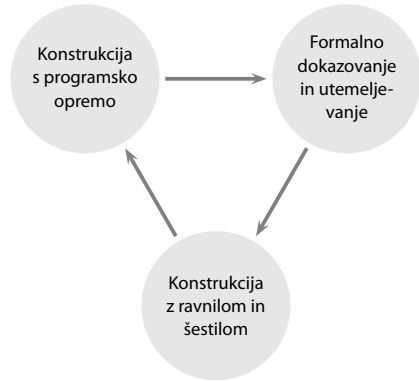 Konstrukcija
s programsko
opremo
Formalno
dokazovanje
in utemelje-
vanje
Konstrukcija
z ravnilom in
šestilom